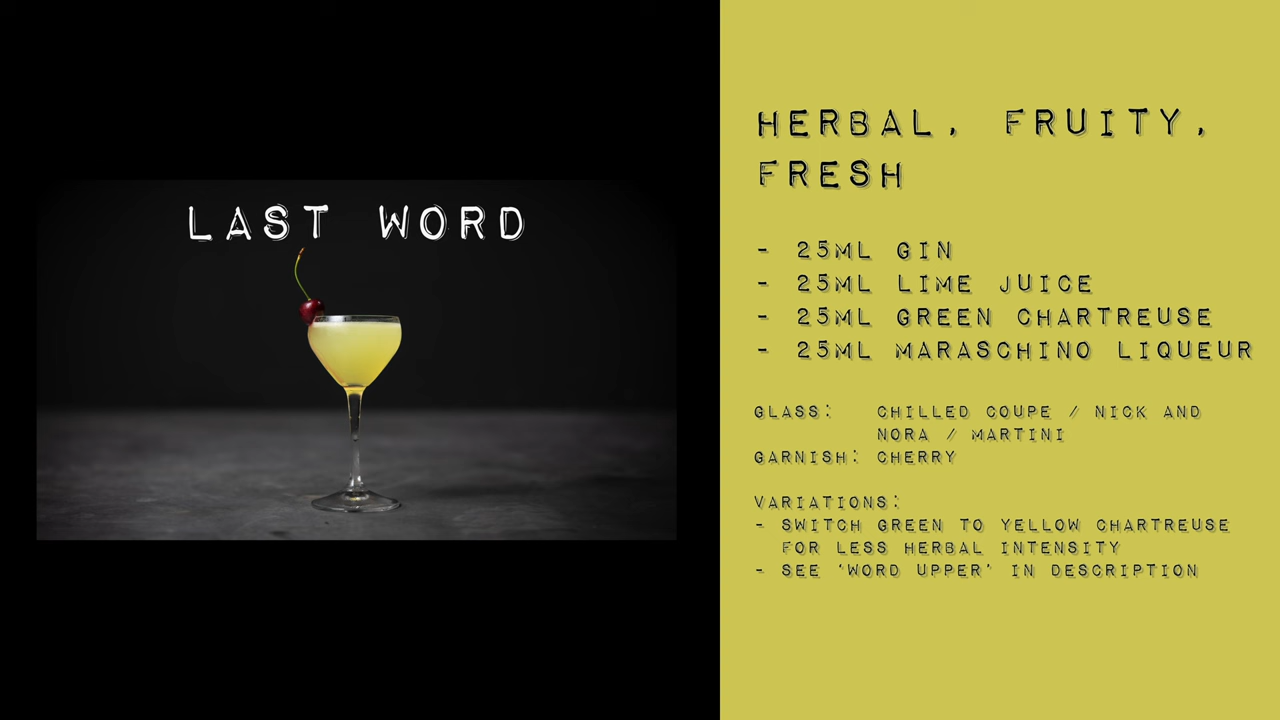 LAST WORD
HERBAL, FRUITY,
FRESH
- 25ML GIN
- 25ML LIME JUICE
- 25ML GREEN CHARTREUSE
- 25ML MARASCHINO LIQUEUR
GLASS: CHILLED COUPE / NICK AND
NORA / MARTINI
GARNISH: CHERRY
VARIATIONS:
- SWITCH GREEN TO YELLOW CHARTREUSE
FOR LESS HERBAL INTENSITY
- SEE 'WORD UPPER' IN DESCRIPTION